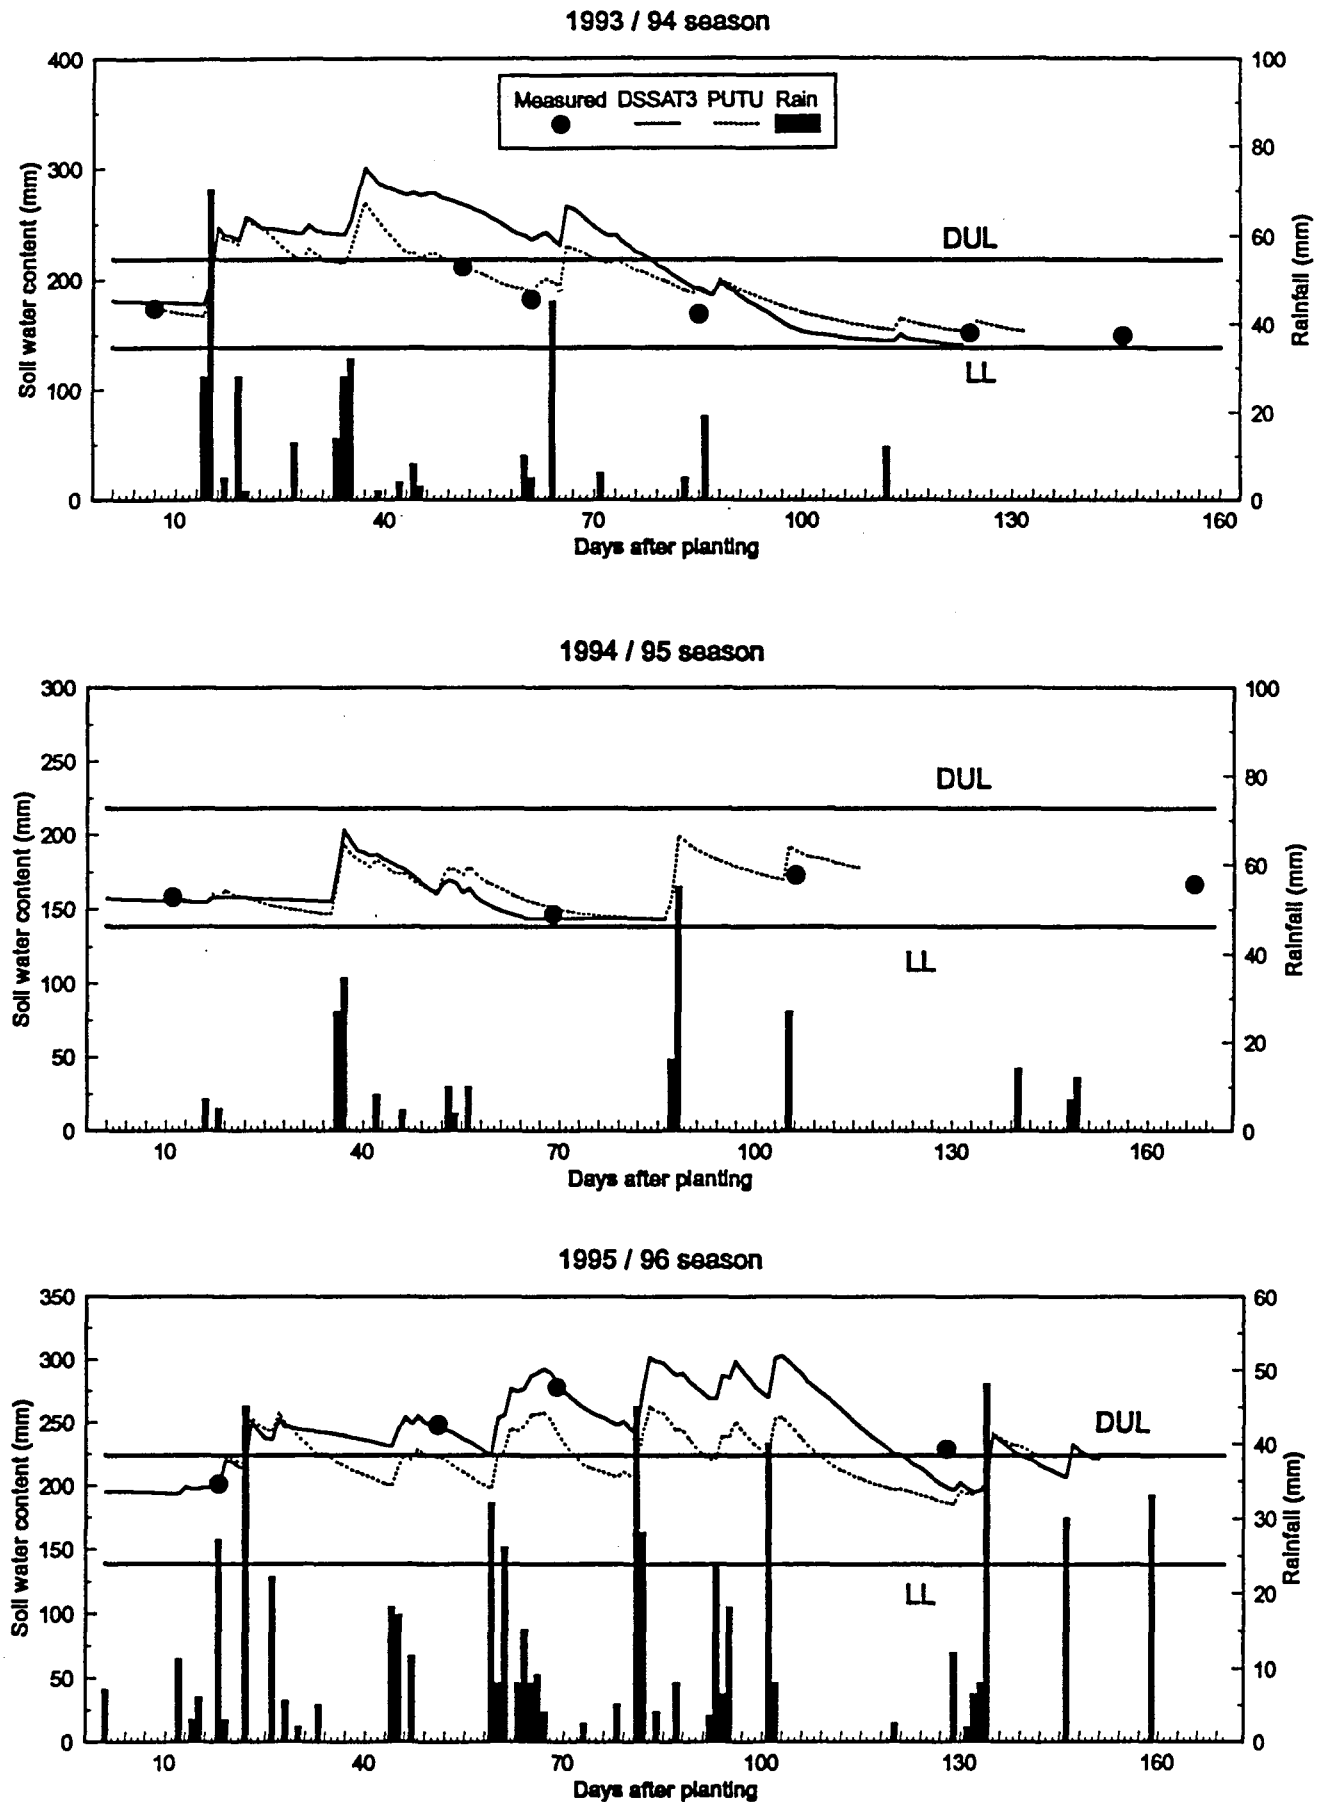 1993 / 94 season
400
300
200
100
0
100
80
60
40
20
0
Measured DSSAT3 PUTU Rain
DUL
LL
Soil water content (mm)
Rainfall (mm)
10 40 70 100 130 160
Days after planting
1994 / 95 season
300
250
200
150
100
50
0
100
80
60
40
20
0
DUL
LL
Soil water content (mm)
Rainfall (mm)
10 40 70 100 130 160
Days after planting
1995 / 96 season
350
300
250
200
150
100
50
0
60
50
40
30
20
10
0
DUL
LL
Soil water content (mm)
Rainfall (mm)
10 40 70 100 130 160
Days after planting